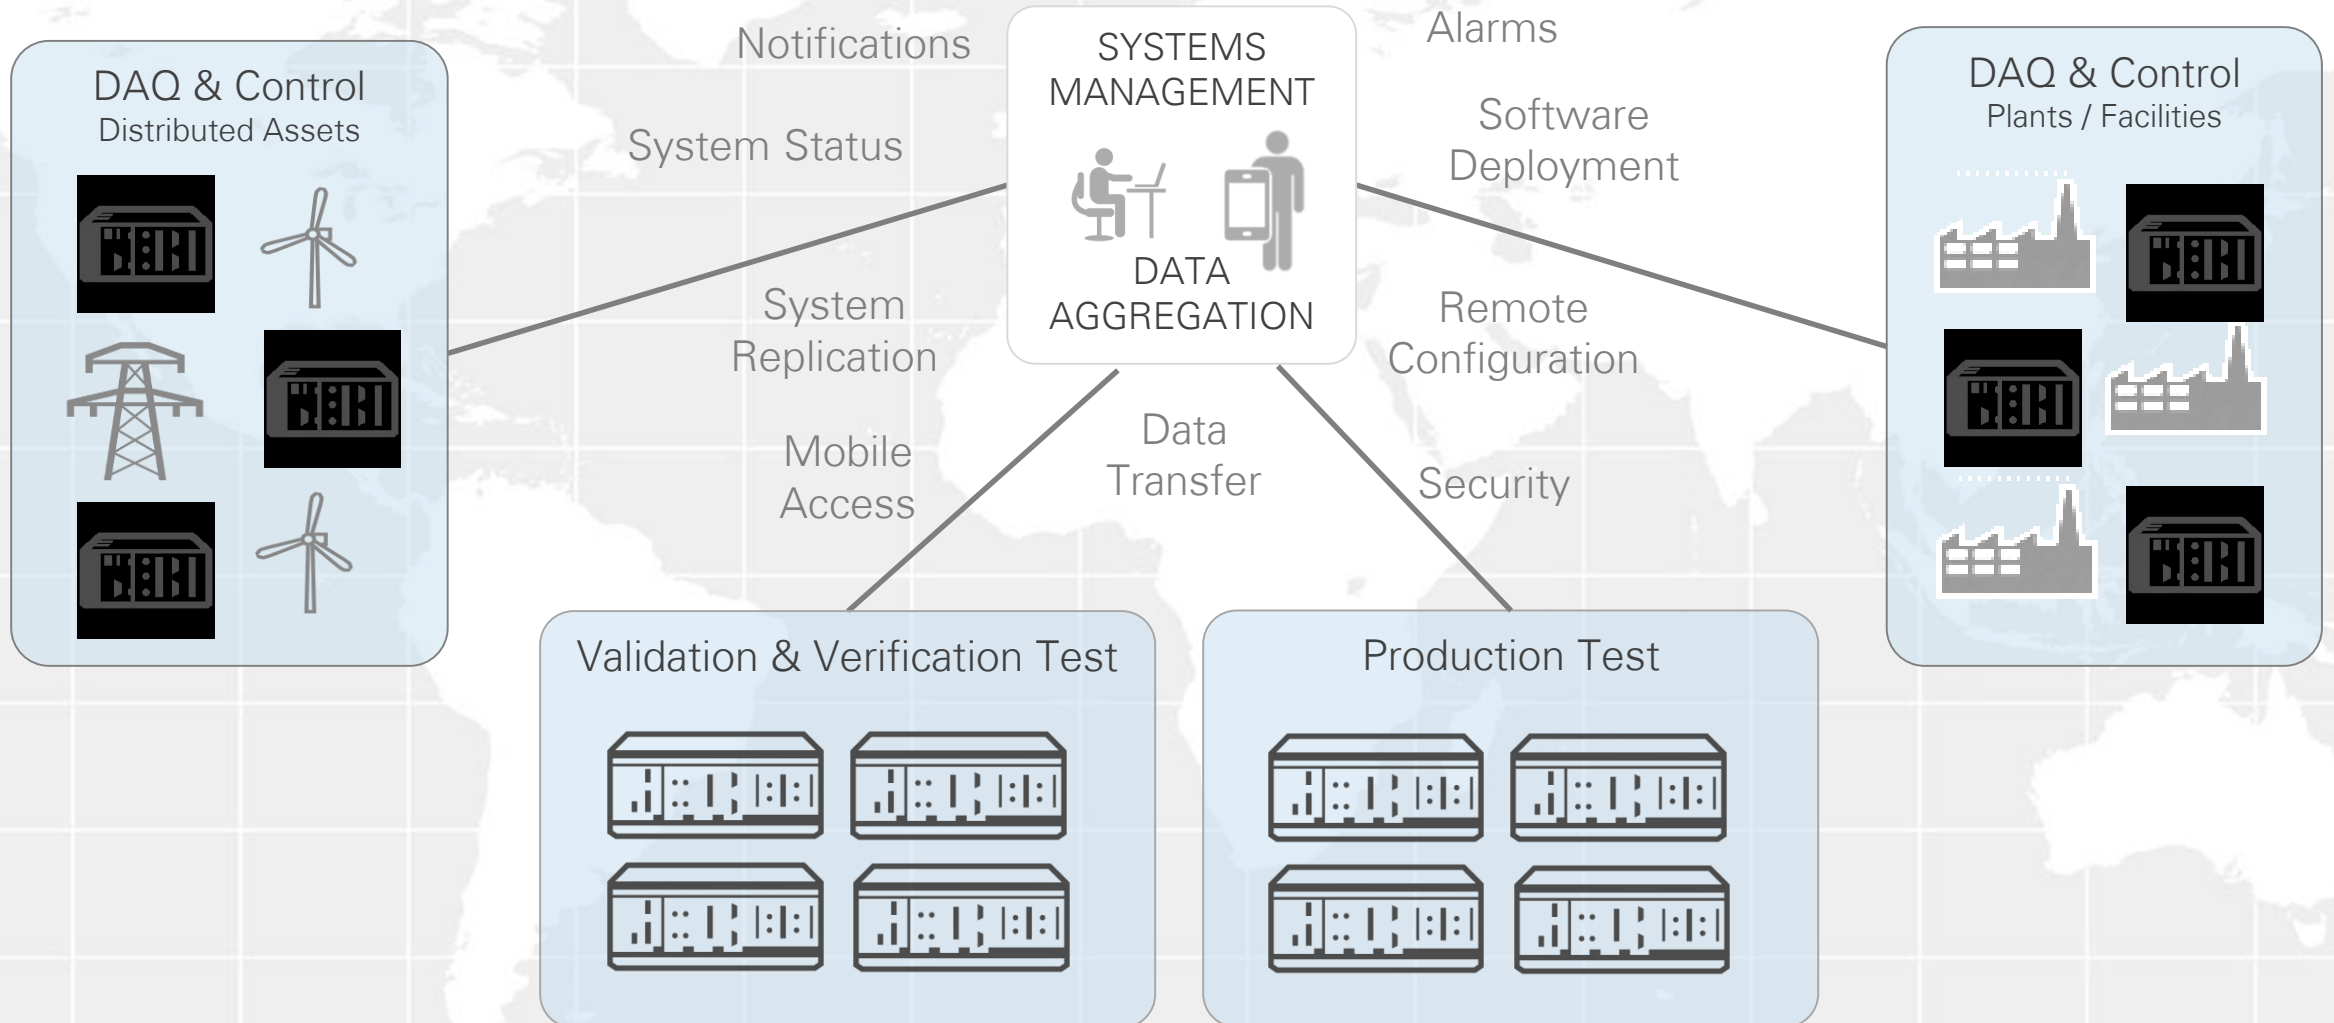 DAQ & Control
Distributed Assets
Notifications
System Status
System
Replication
Mobile
Access
SYSTEMS
MANAGEMENT
DATA
AGGREGATION
Data
Transfer
Alarms
Software
Deployment
Remote
Configuration
Security
DAQ & Control
Plants / Facilities
Validation & Verification Test
Production Test